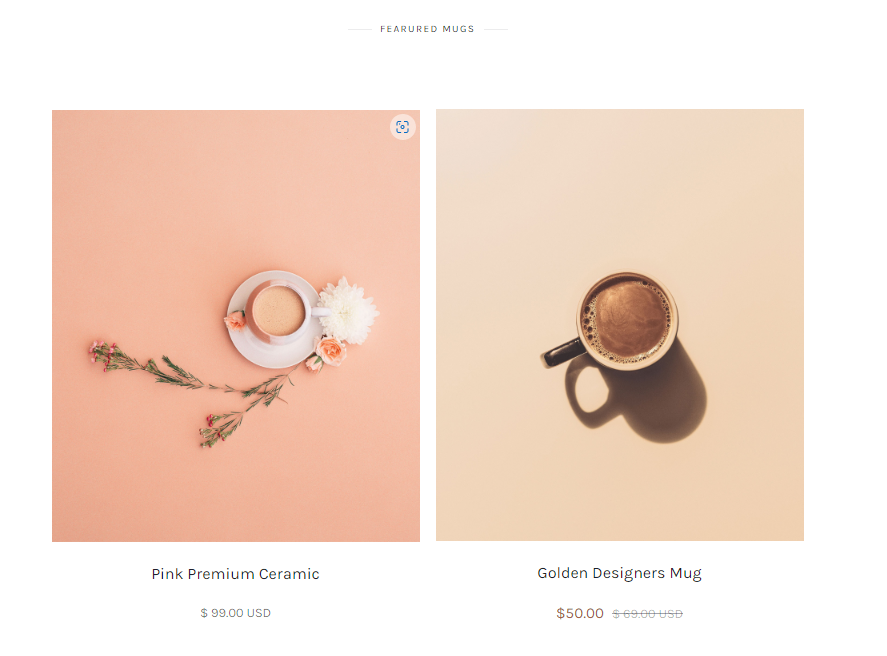 FEARURED MUGS
Pink Premium Ceramic
Golden Designers Mug
$ 99.00 USD
$50.00 $ 69.00 USD